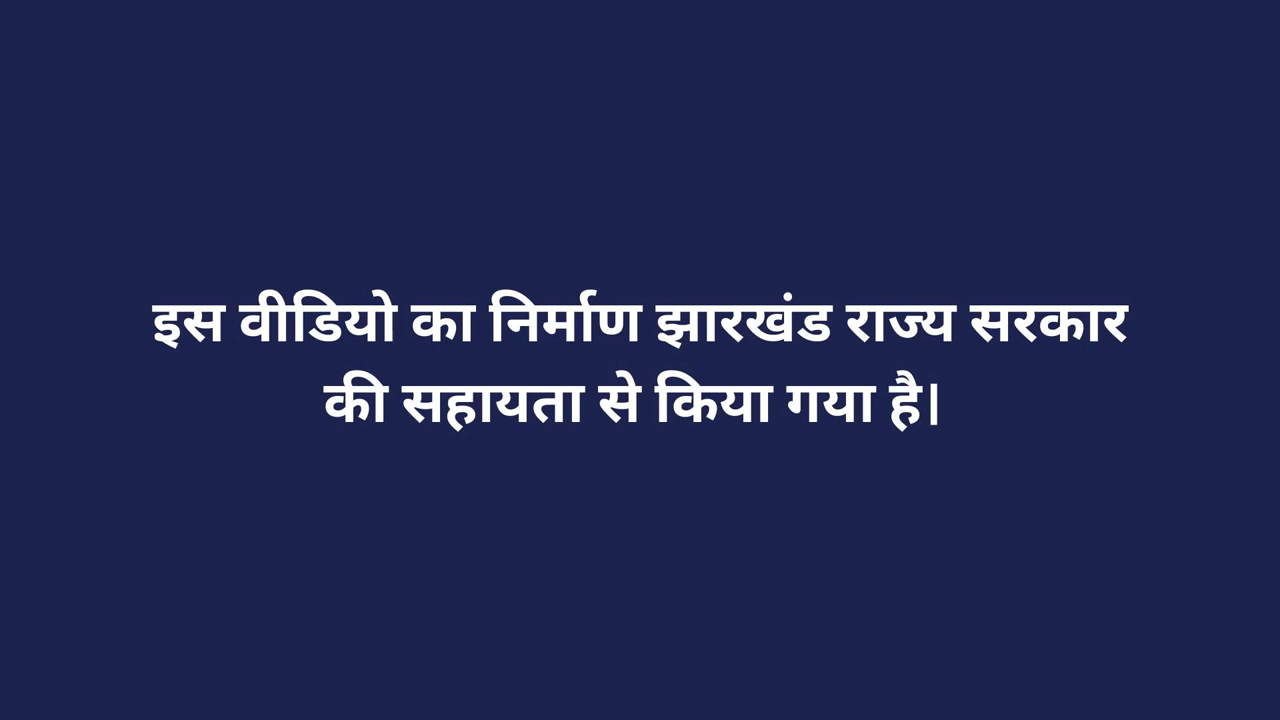 इस वीडियो का निर्माण झारखंड राज्य सरकार
की सहायता से किया गया है।